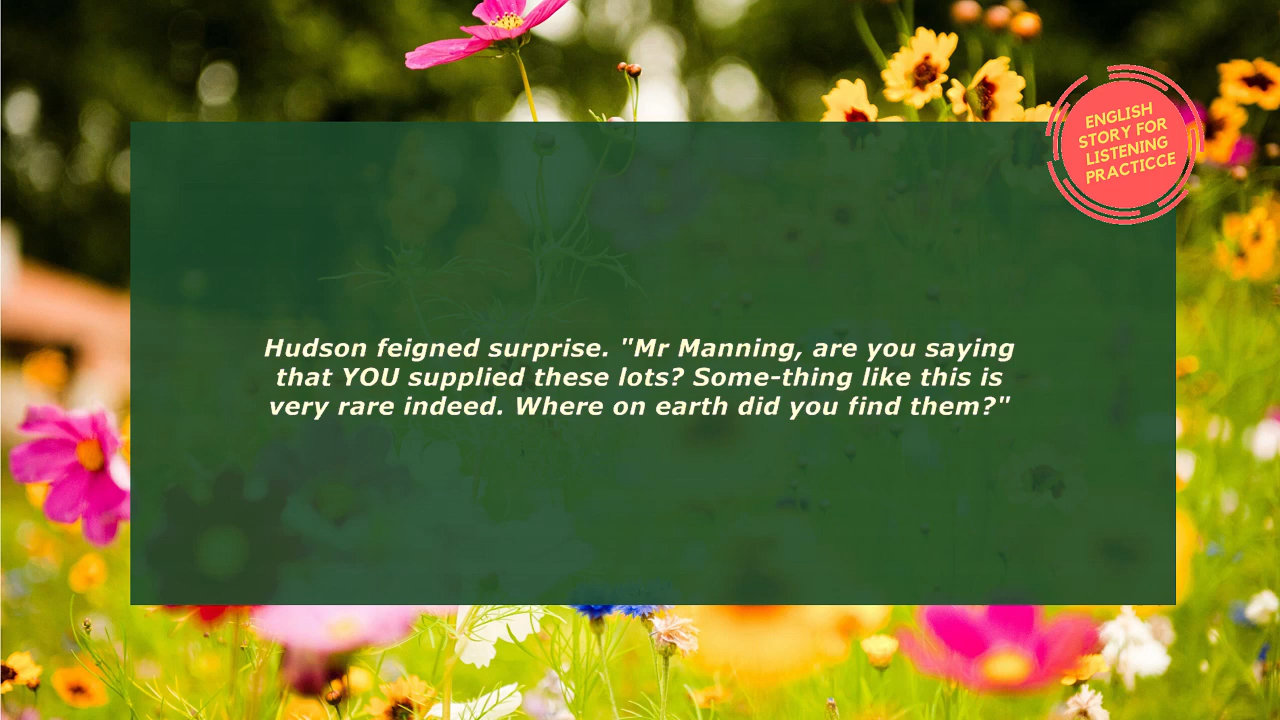 ENGLISH
STORY FOR
LISTENING
PRACTICCE
Hudson feigned surprise. "Mr Manning, are you saying
that YOU supplied these lots? Some-thing like this is
very rare indeed. Where on earth did you find them?"